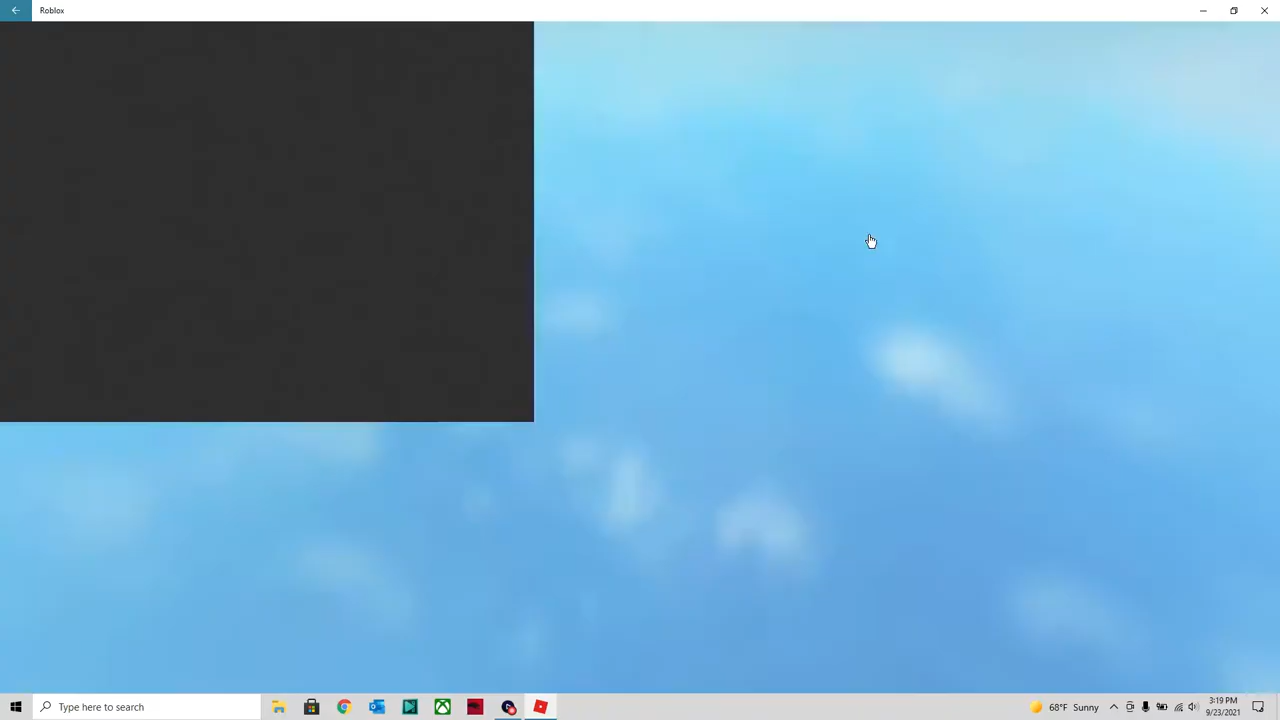 Roblox
Type here to search
68°F Sunny
3:19 PM
9/23/2021